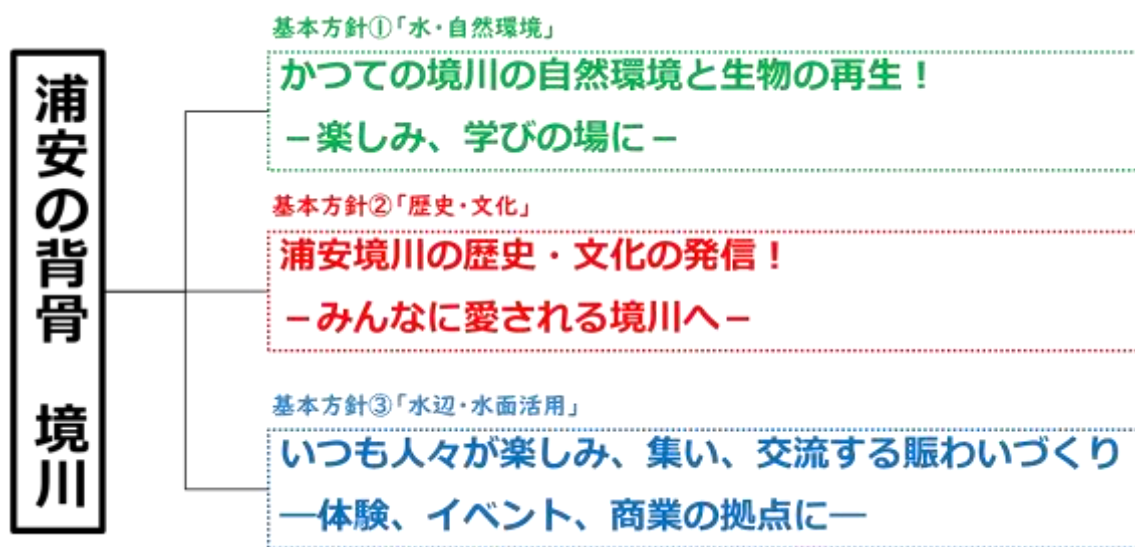 浦安の背骨　境川
基本方針①「水・自然環境」
かつての境川の自然環境と生物の再生！
－楽しみ、学びの場に－
基本方針②「歴史・文化」
浦安境川の歴史・文化の発信！
－みんなに愛される境川へ－
基本方針③「水辺・水面活用」
いつも人々が楽しみ、集い、交流する賑わいづくり
―体験、イベント、商業の拠点に―